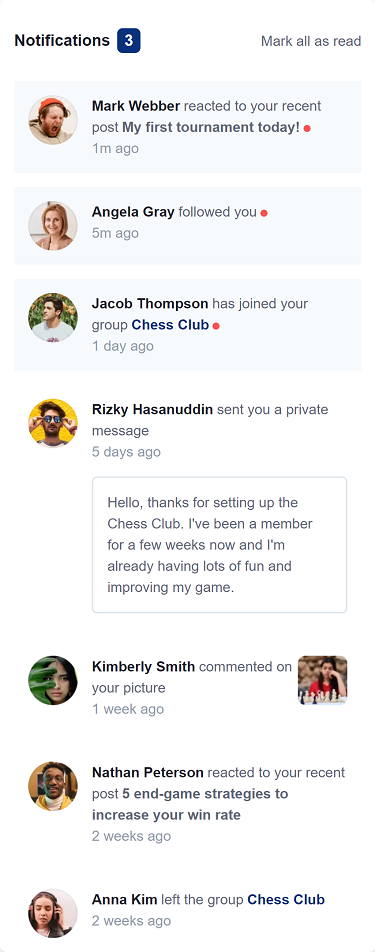 Notifications 3 Mark all as read
Mark Webber reacted to your recent
post My first tournament today!
1m ago
Angela Gray followed you
5m ago
Jacob Thompson has joined your
group Chess Club
1 day ago
Rizky Hasanuddin sent you a private
message
5 days ago
Hello, thanks for setting up the
Chess Club. I've been a member
for a few weeks now and I'm
already having lots of fun and
improving my game.
Kimberly Smith commented on
your picture
1 week ago
Nathan Peterson reacted to your recent
post 5 end-game strategies to
increase your win rate
2 weeks ago
Anna Kim left the group Chess Club
2 weeks ago